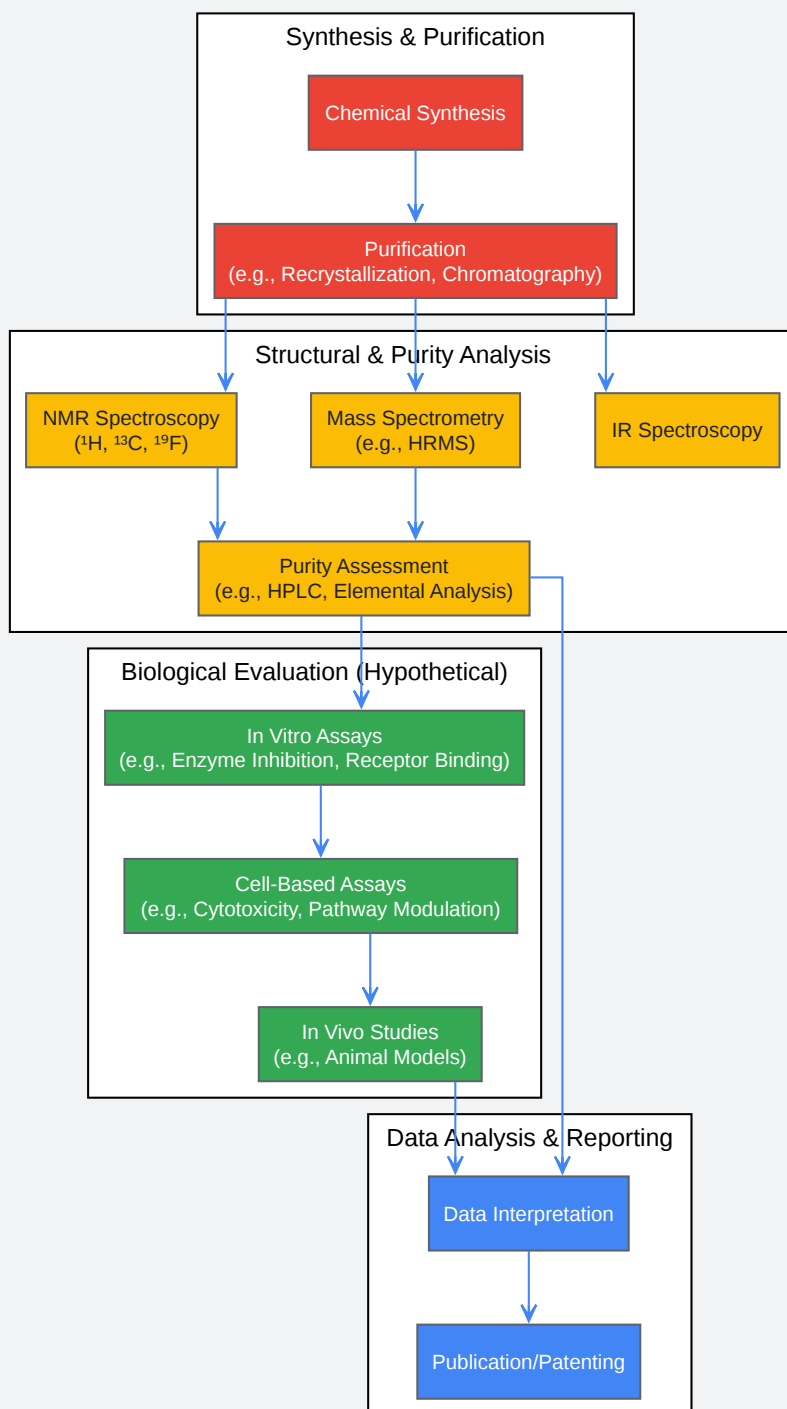 Synthesis & Purification
Chemical Synthesis
Purification
(e.g., Recrystallization, Chromatography)
Structural & Purity Analysis
NMR Spectroscopy
(¹H, ¹³C, ¹⁹F)
Mass Spectrometry
(e.g., HRMS)
IR Spectroscopy
Purity Assessment
(e.g., HPLC, Elemental Analysis)
Biological Evaluation (Hypothetical)
In Vitro Assays
(e.g., Enzyme Inhibition, Receptor Binding)
Cell-Based Assays
(e.g., Cytotoxicity, Pathway Modulation)
In Vivo Studies
(e.g., Animal Models)
Data Analysis & Reporting
Data Interpretation
Publication/Patenting